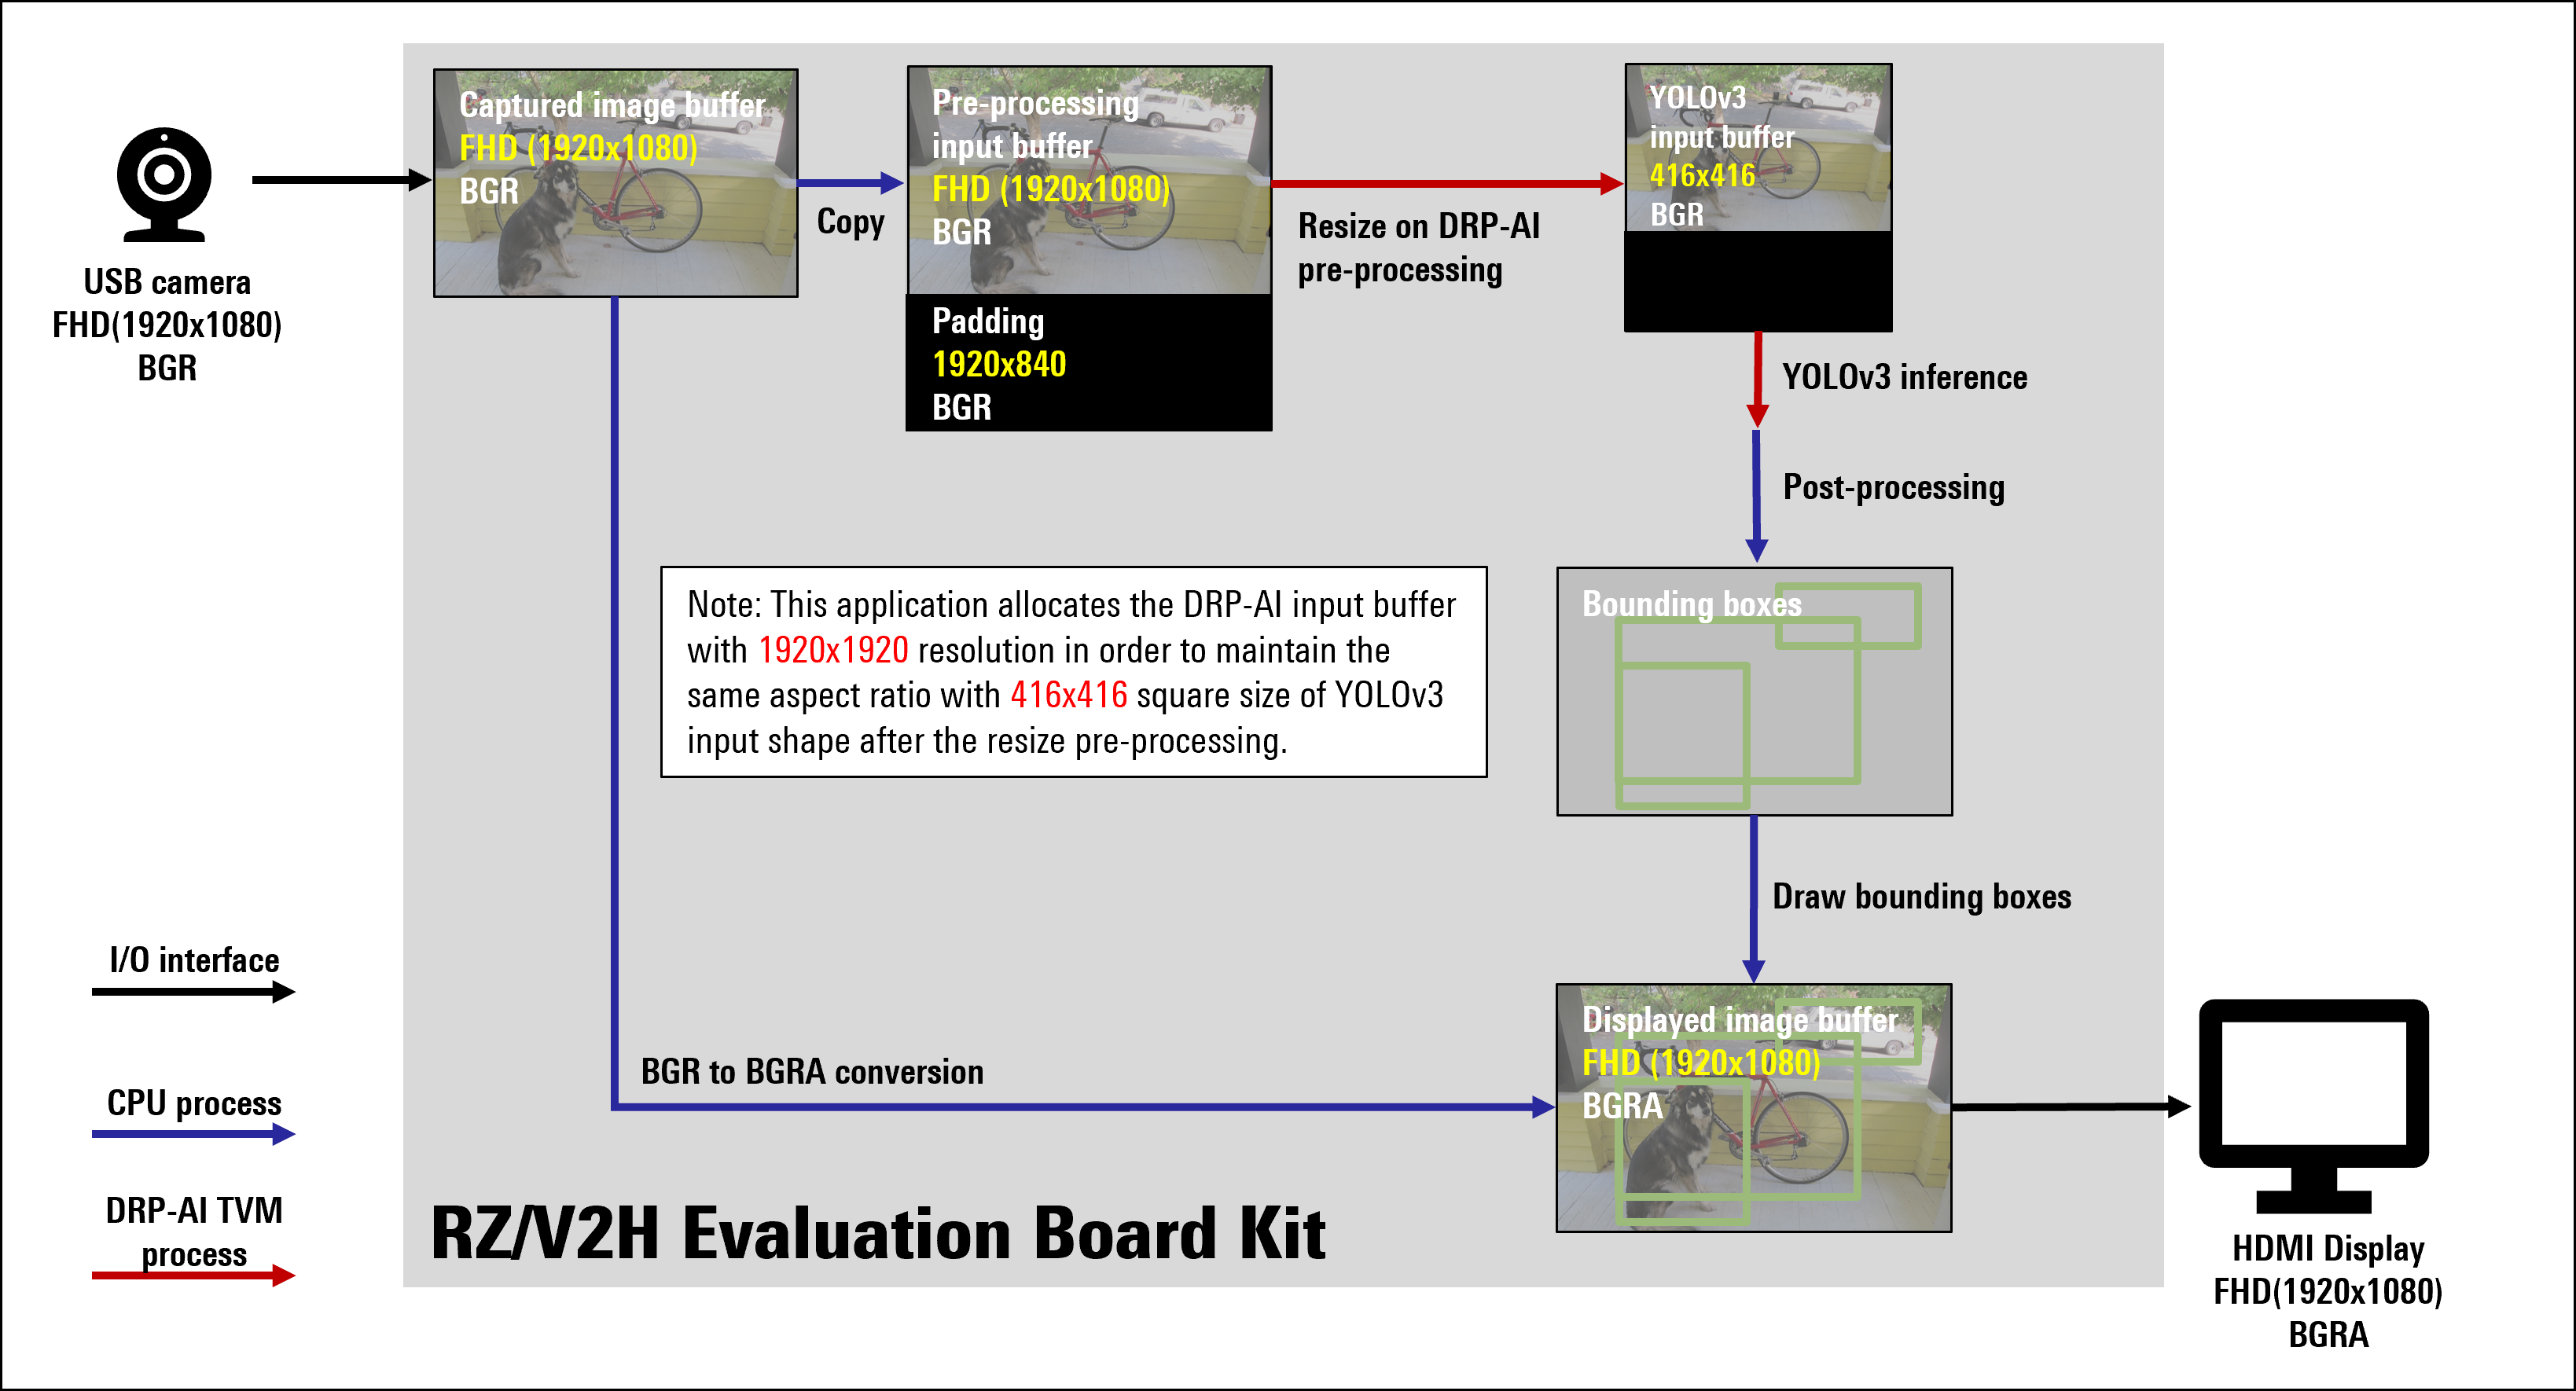 USB camera
FHD(1920x1080)
BGR
Captured image buffer
FHD (1920x1080)
BGR
Copy
Pre-processing
input buffer
FHD (1920x1080)
BGR
Padding
1920x840
BGR
Resize on DRP-AI
pre-processing
YOLOv3
input buffer
416x416
BGR
YOLOv3 inference
Post-processing
Note: This application allocates the DRP-AI input buffer
with 1920x1920 resolution in order to maintain the
same aspect ratio with 416x416 square size of YOLOv3
input shape after the resize pre-processing.
Bounding boxes
Draw bounding boxes
BGR to BGRA conversion
Displayed image buffer
FHD (1920x1080)
BGRA
I/O interface
CPU process
DRP-AI TVM
process
RZ/V2H Evaluation Board Kit
HDMI Display
FHD(1920x1080)
BGRA